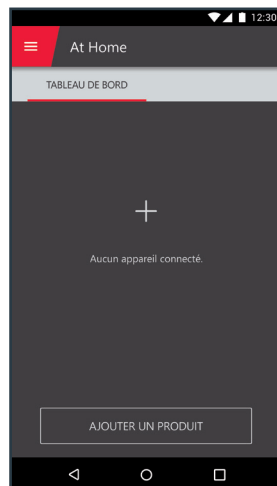 12:30
At Home
TABLEAU DE BORD
Aucun appareil connecté.
AJOUTER UN PRODUIT